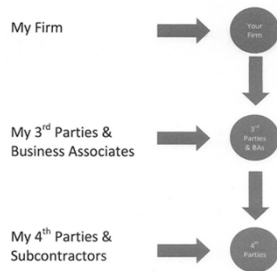 My Firm
Your
Firm
My 3rd Parties &
Business Associates
3rd
Parties
& BAs
My 4th Parties &
Subcontractors
4th
Parties